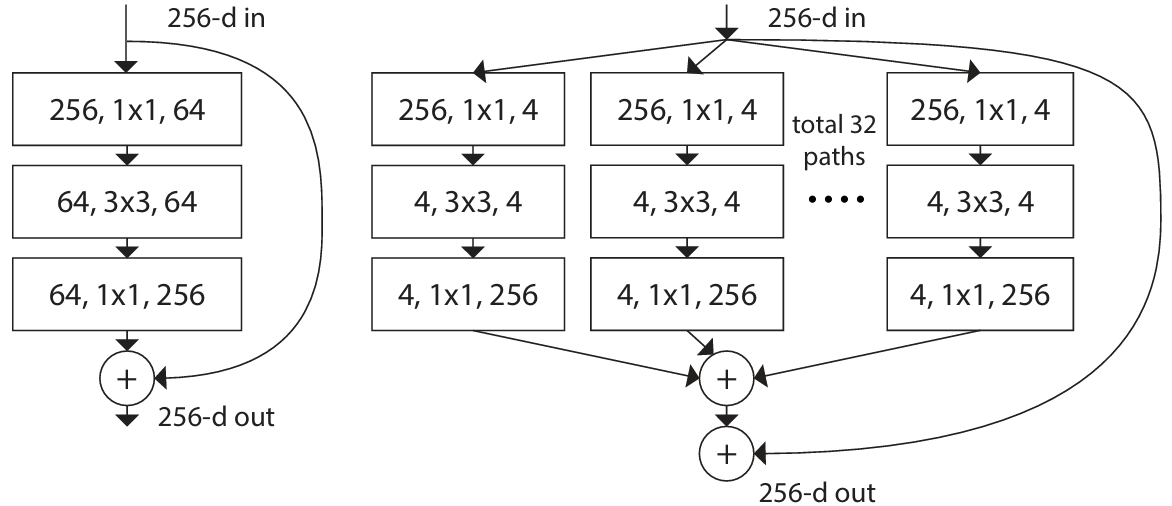 256-d in
256, 1x1, 64
64, 3x3, 64
64, 1x1, 256
+
256-d out
256-d in
256, 1x1, 4
256, 1x1, 4
256, 1x1, 4
total 32
paths
4, 3x3, 4
4, 3x3, 4
....
4, 3x3, 4
4, 1x1, 256
4, 1x1, 256
4, 1x1, 256
+
+
256-d out